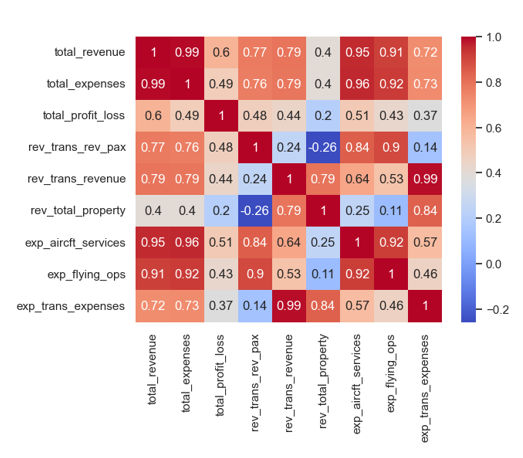 total_revenue 1 0.99 0.6 0.77 0.79 0.4 0.95 0.91 0.72
total_expenses 0.99 1 0.49 0.76 0.79 0.4 0.96 0.92 0.73
total_profit_loss 0.6 0.49 1 0.48 0.44 0.2 0.51 0.43 0.37
rev_trans_rev_pax 0.77 0.76 0.48 1 0.24 -0.26 0.84 0.9 0.14
rev_trans_revenue 0.79 0.79 0.44 0.24 1 0.79 0.64 0.53 0.99
rev_total_property 0.4 0.4 0.2 -0.26 0.79 1 0.25 0.11 0.84
exp_aircft_services 0.95 0.96 0.51 0.84 0.64 0.25 1 0.92 0.57
exp_flying_ops 0.91 0.92 0.43 0.9 0.53 0.11 0.92 1 0.46
exp_trans_expenses 0.72 0.73 0.37 0.14 0.99 0.84 0.57 0.46 1
total_revenue
total_expenses
total_profit_loss
rev_trans_rev_pax
rev_trans_revenue
rev_total_property
exp_aircft_services
exp_flying_ops
exp_trans_expenses
1.0
0.8
0.6
0.4
0.2
0.0
−0.2